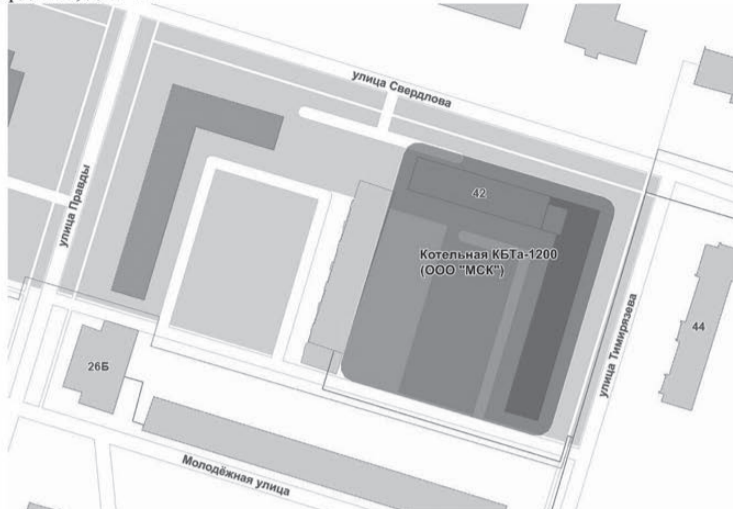 улица Свердлова
улица Правды
42
Котельная КБТа-1200
(ООО "МСК")
улица Тимирязева
44
26Б
Молодёжная улица